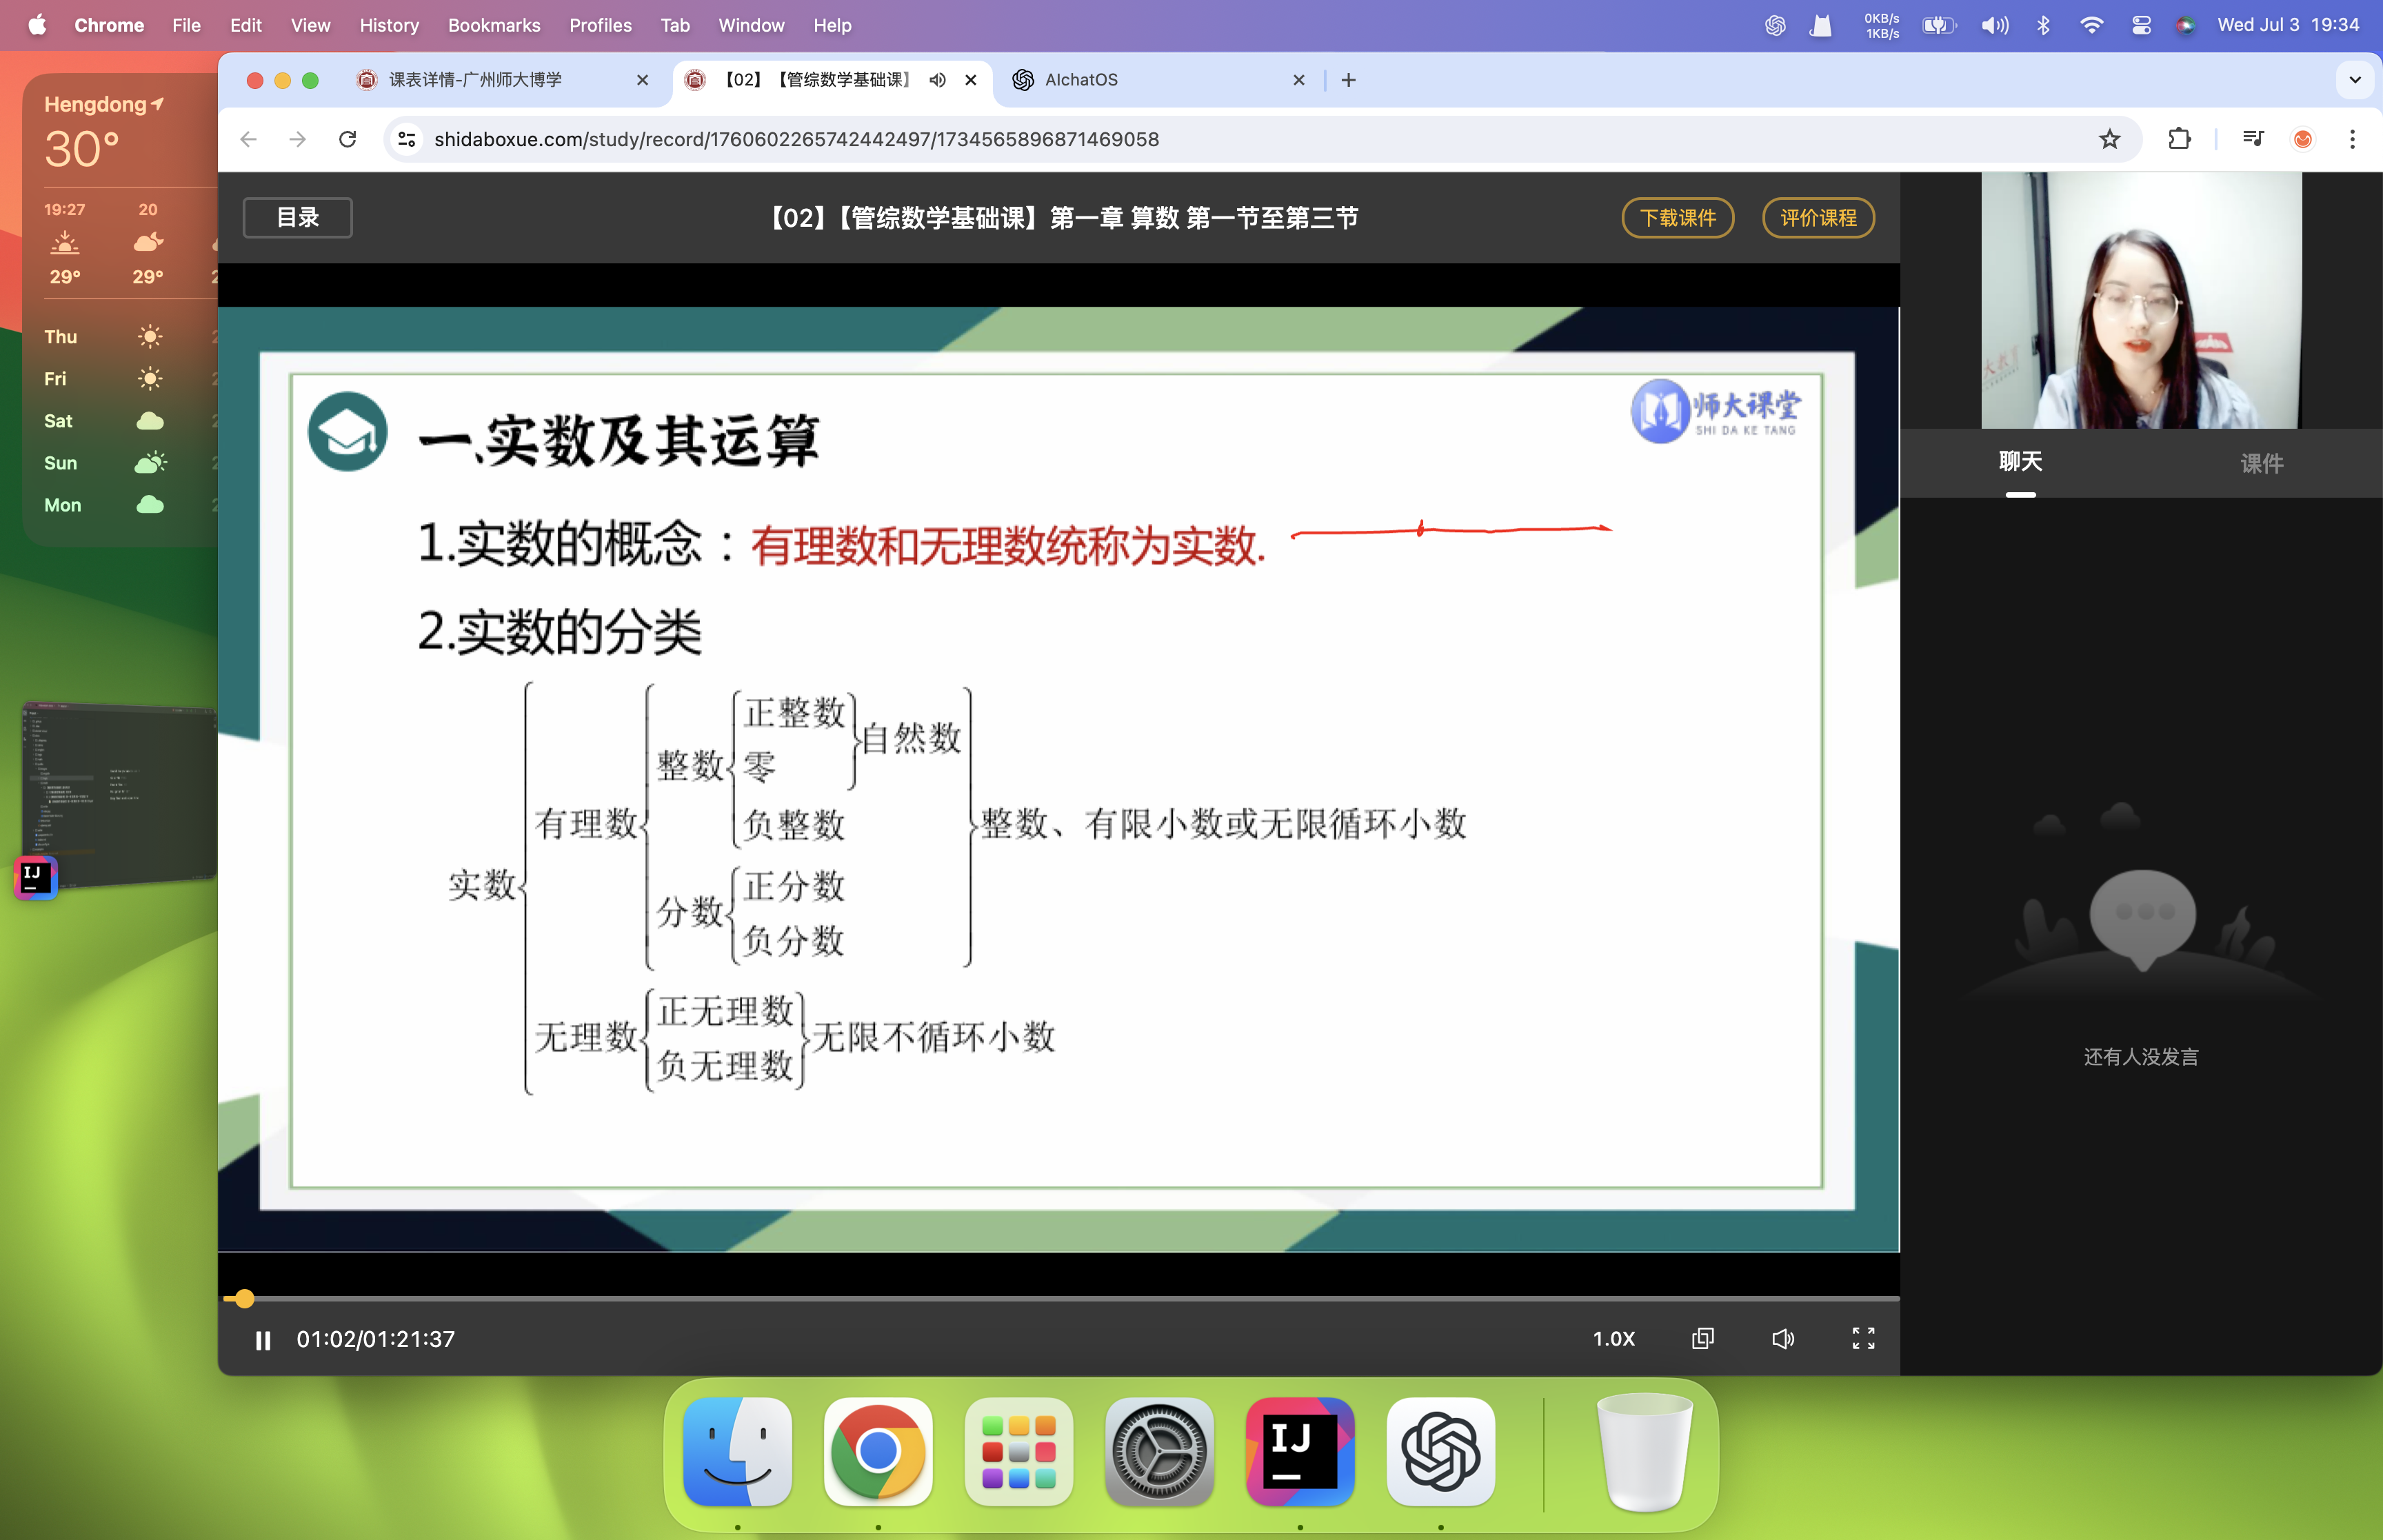 Chrome File Edit View History Bookmarks Profiles Tab Window Help
0KB/s
1KB/s
Wed Jul 3 19:34
Hengdong
30°
19:27 20
29° 29°
Thu
Fri
Sat
Sun
Mon
课表详情-广州师大博学
【02】【管综数学基础课】
AIchatOS
shidaboxue.com/study/record/1760602265742442497/1734565896871469058
目录
【02】【管综数学基础课】第一章 算数 第一节至第三节
下载课件
评价课程
师大课堂
SHI DA KE TANG
一、实数及其运算
1.实数的概念：有理数和无理数统称为实数.
2.实数的分类
正整数
零
自然数
整数
负整数
有理数
整数、有限小数或无限循环小数
实数
正分数
分数
负分数
正无理数
无理数
无限不循环小数
负无理数
聊天
课件
还有人没发言
01:02/01:21:37
1.0X
IJ
IJ